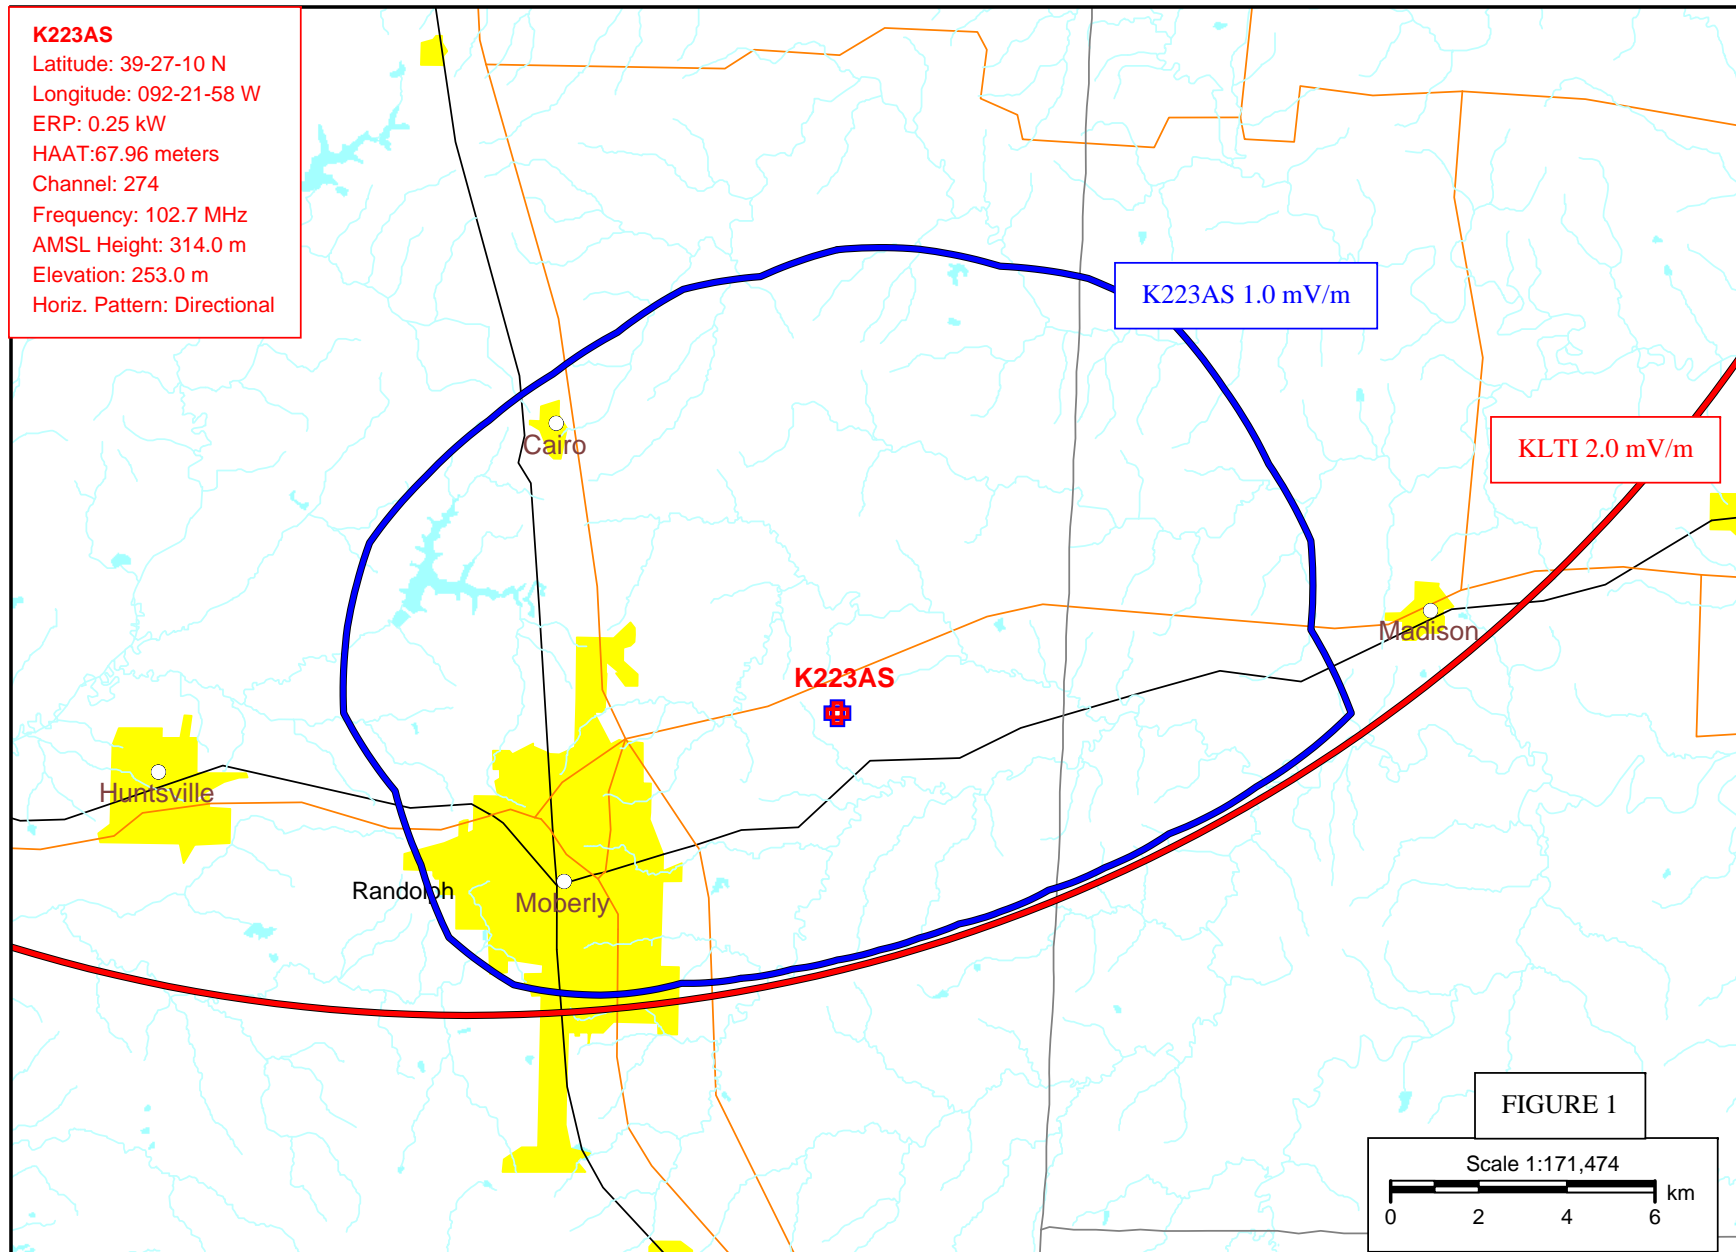 K223AS
Latitude: 39-27-10 N
Longitude: 092-21-58 W
ERP: 0.25 kW
HAAT:67.96 meters
Channel: 274
Frequency: 102.7 MHz
AMSL Height: 314.0 m
Elevation: 253.0 m
Horiz. Pattern: Directional
K223AS 1.0 mV/m
KLTI 2.0 mV/m
Cairo
Madison
K223AS
Huntsville
Randolph
Moberly
FIGURE 1
Scale 1:171,474
km
0 2 4 6